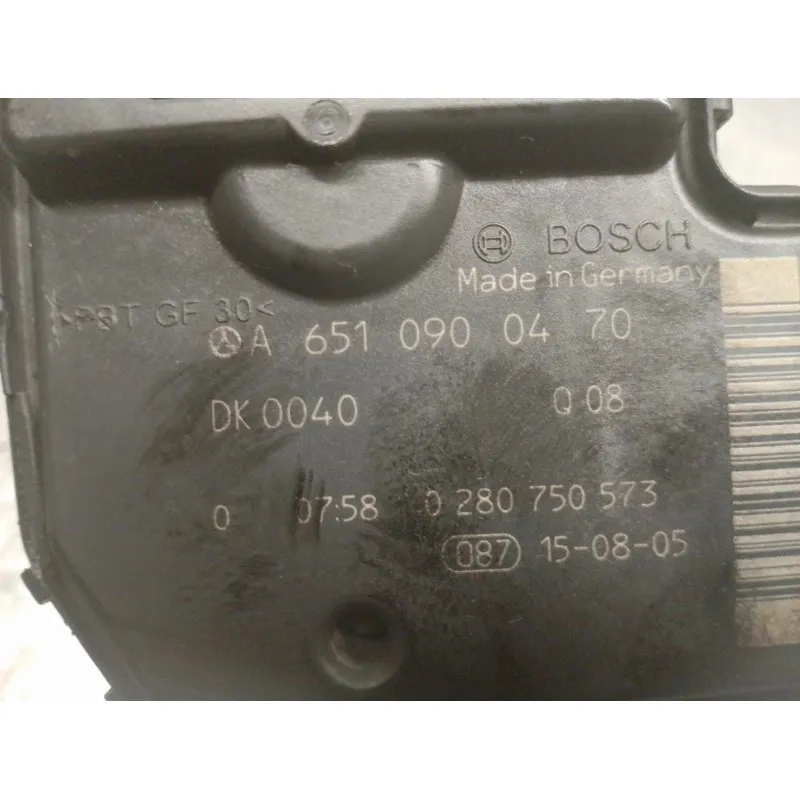 BOSCH
Made in Germany
>PBT GF 30<
A 651 090 04 70
DK 0040 Q 08
0 07:58 0 280 750 573
087 15-08-05